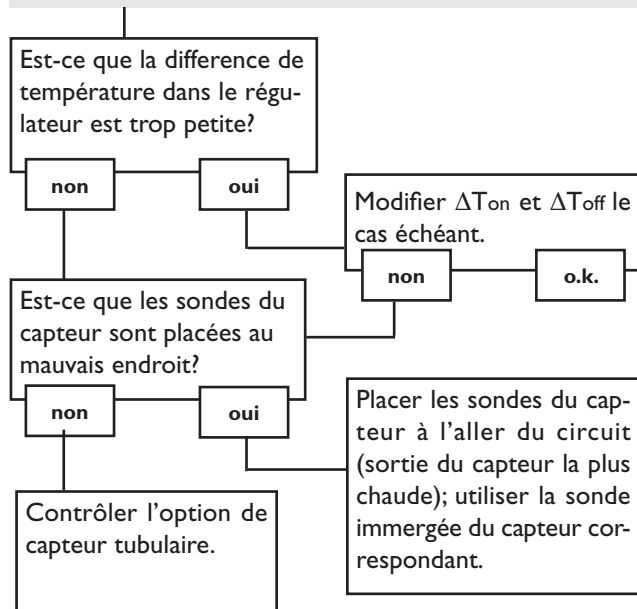 Est-ce que la difference de
température dans le régu-
lateur est trop petite?
non
oui
Modifier ΔTon et ΔToff le
cas échéant.
non
o.k.
Est-ce que les sondes du
capteur sont placées au
mauvais endroit?
non
oui
Placer les sondes du cap-
teur à l'aller du circuit
(sortie du capteur la plus
chaude); utiliser la sonde
immergée du capteur cor-
respondant.
Contrôler l'option de
capteur tubulaire.